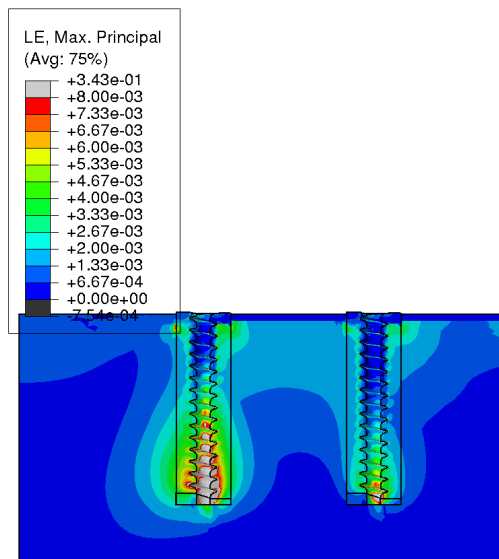 LE, Max. Principal
(Avg: 75%)
+3.43e-01
+8.00e-03
+7.33e-03
+6.67e-03
+6.00e-03
+5.33e-03
+4.67e-03
+4.00e-03
+3.33e-03
+2.67e-03
+2.00e-03
+1.33e-03
+6.67e-04
+0.00e+00
-7.54e-04